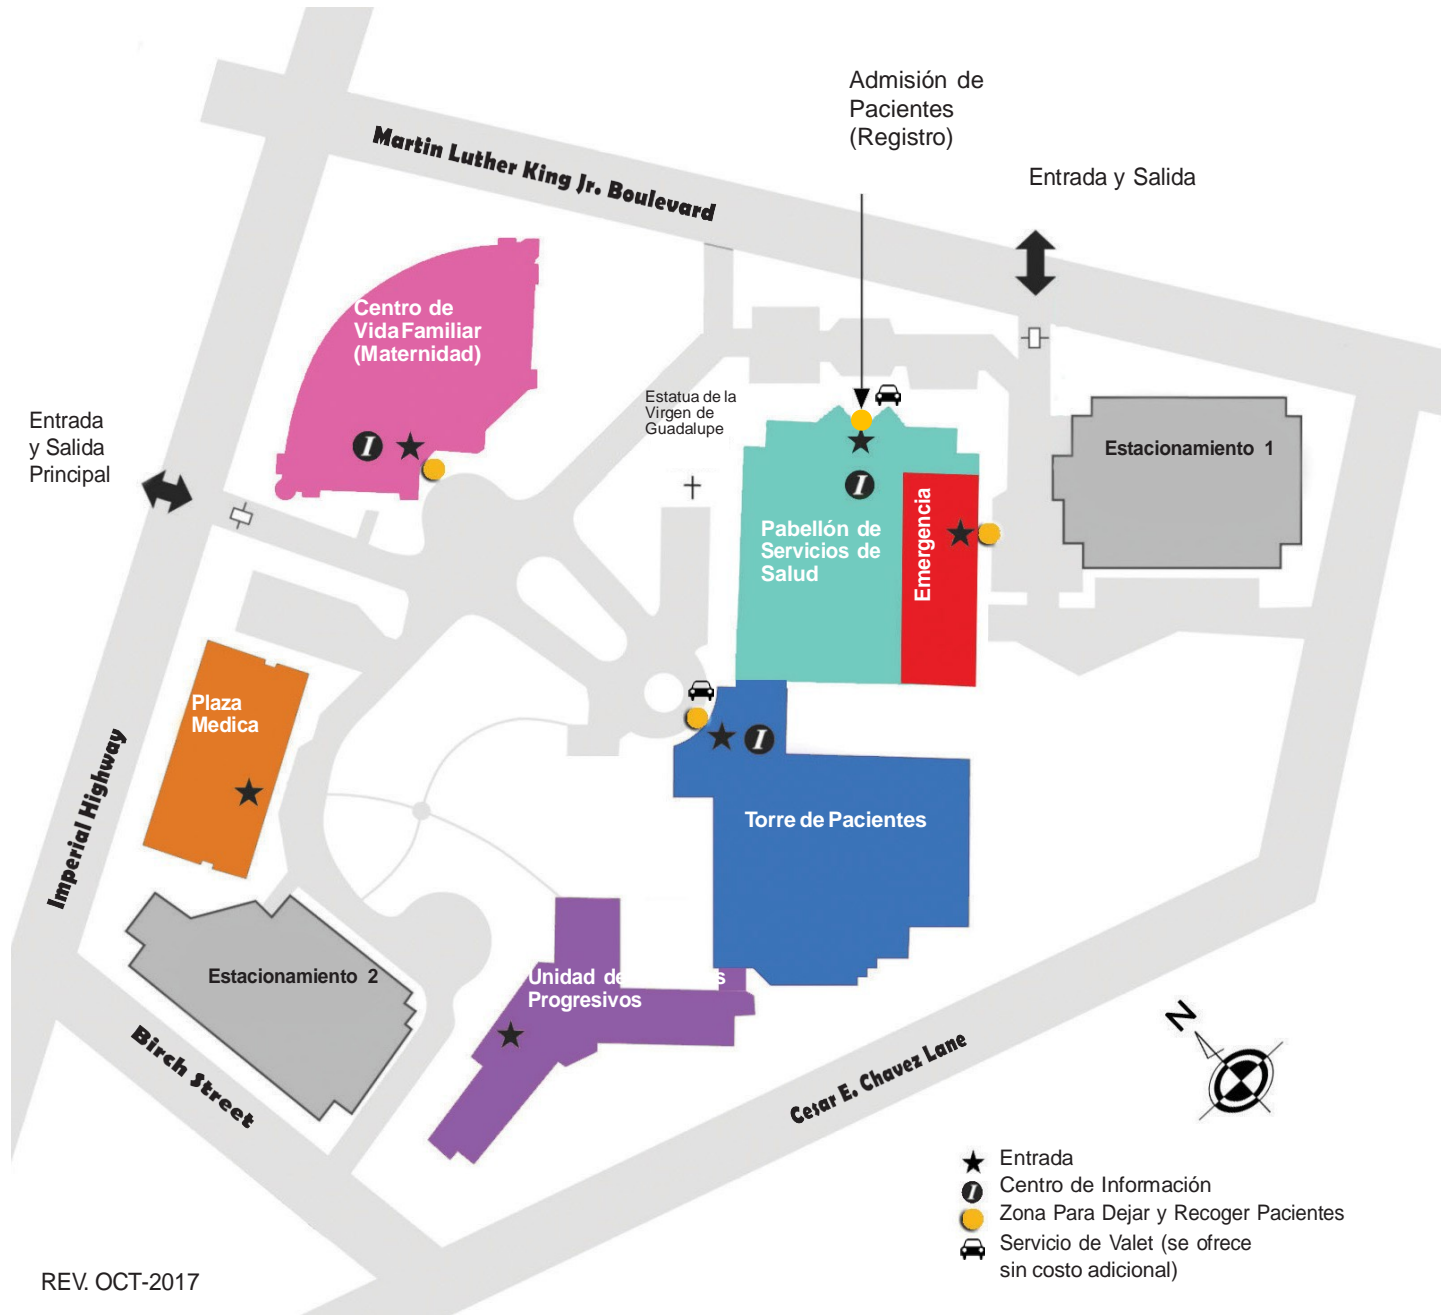 Admisión de
Pacientes
(Registro)
Martin Luther King Jr. Boulevard
Entrada y Salida
Centro de
Vida Familiar
(Maternidad)
Estatua de la
Virgen de
Guadalupe
Entrada
y Salida
Principal
Estacionamiento 1
I
I
Pabellón de
Servicios de
Salud
Emergencia
Plaza
Medica
I
Imperial Highway
Torre de Pacientes
Estacionamiento 2
Unidad de s
Progresivos
Birch Street
Cesar E. Chavez Lane
N
Entrada
I Centro de Información
Zona Para Dejar y Recoger Pacientes
Servicio de Valet (se ofrece
sin costo adicional)
REV. OCT-2017